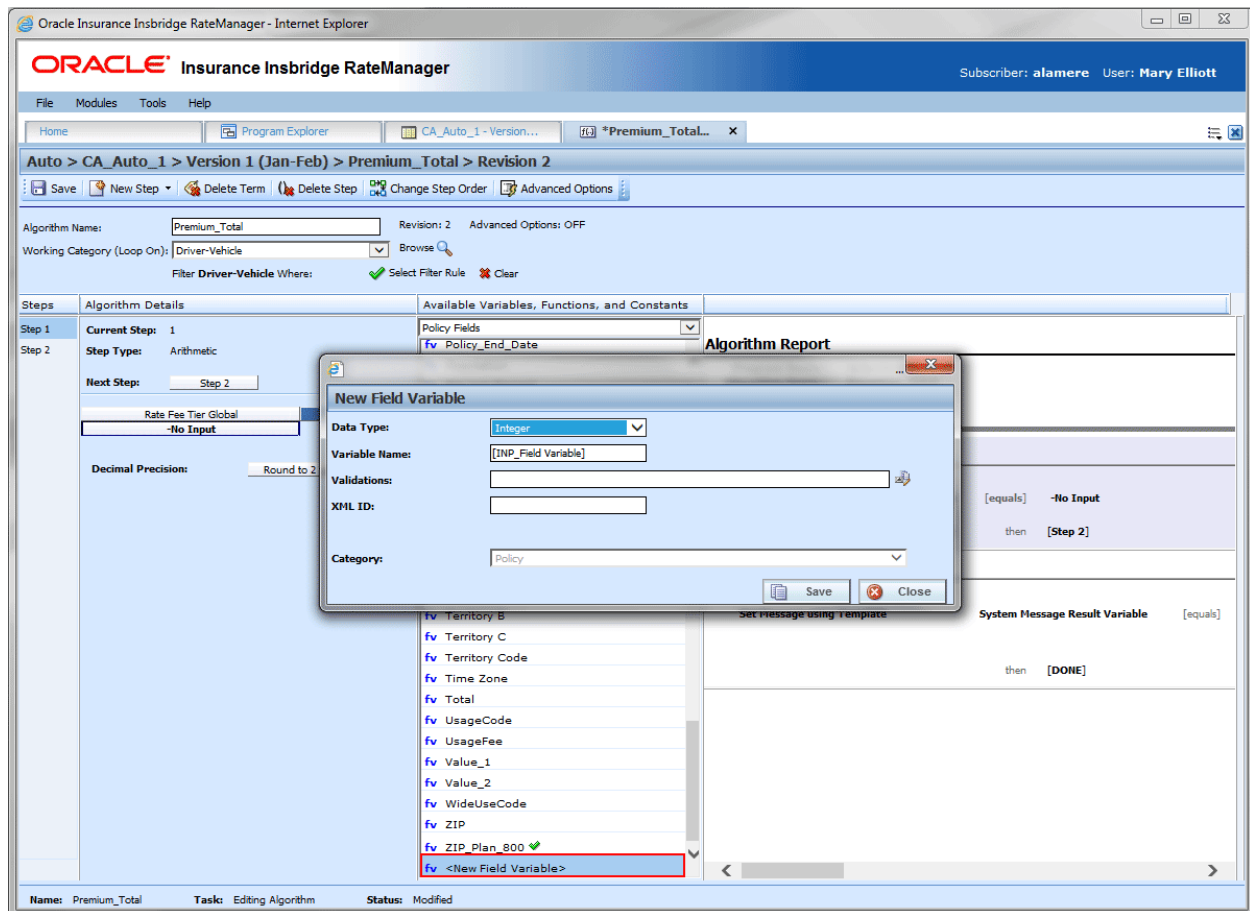 Oracle Insurance Insbridge RateManager - Internet Explorer
ORACLE Insurance Insbridge RateManager
Subscriber: alamere User: Mary Elliott
File Modules Tools Help
Home Program Explorer CA_Auto_1 - Version... *Premium_Total... x
Auto > CA_Auto_1 > Version 1 (Jan-Feb) > Premium_Total > Revision 2
Save New Step Delete Term Delete Step Change Step Order Advanced Options
Algorithm Name: Premium_Total Revision: 2 Advanced Options: OFF
Working Category (Loop On): Driver-Vehicle Browse
Filter Driver-Vehicle Where: Select Filter Rule Clear
Steps Algorithm Details Available Variables, Functions, and Constants
Step 1 Current Step: 1 Policy Fields
fv Policy_End_Date Algorithm Report
Step 2 Step Type: Arithmetic
Next Step: Step 2
Rate Fee Tier Global
-No Input
Decimal Precision: Round to 2
...
New Field Variable
Data Type: Integer
Variable Name: [INP_Field Variable]
Validations:
XML ID:
Category: Policy
Save Close
[equals] -No Input
then [Step 2]
Set Message using Template System Message Result Variable [equals]
then [DONE]
fv Territory B
fv Territory C
fv Territory Code
fv Time Zone
fv Total
fv UsageCode
fv UsageFee
fv Value_1
fv Value_2
fv WideUseCode
fv ZIP
fv ZIP_Plan_800
fv <New Field Variable>
Name: Premium_Total Task: Editing Algorithm Status: Modified